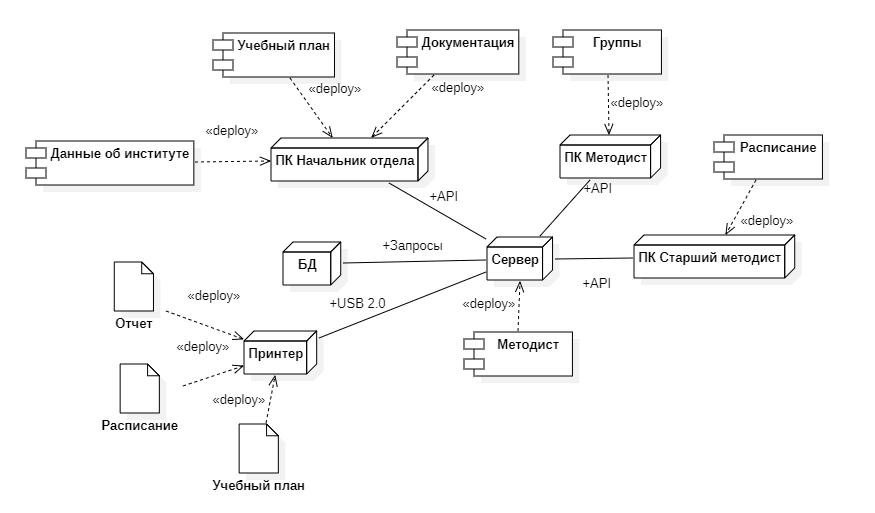 Учебный план
Документация
Группы
«deploy»
«deploy»
«deploy»
«deploy»
Данные об институте
ПК Начальник отдела
ПК Методист
Расписание
+API
+API
«deploy»
+Запросы
БД
Сервер
ПК Старший методист
+API
«deploy»
+USB 2.0
«deploy»
Отчет
Методист
«deploy»
Принтер
«deploy»
Расписание
Учебный план